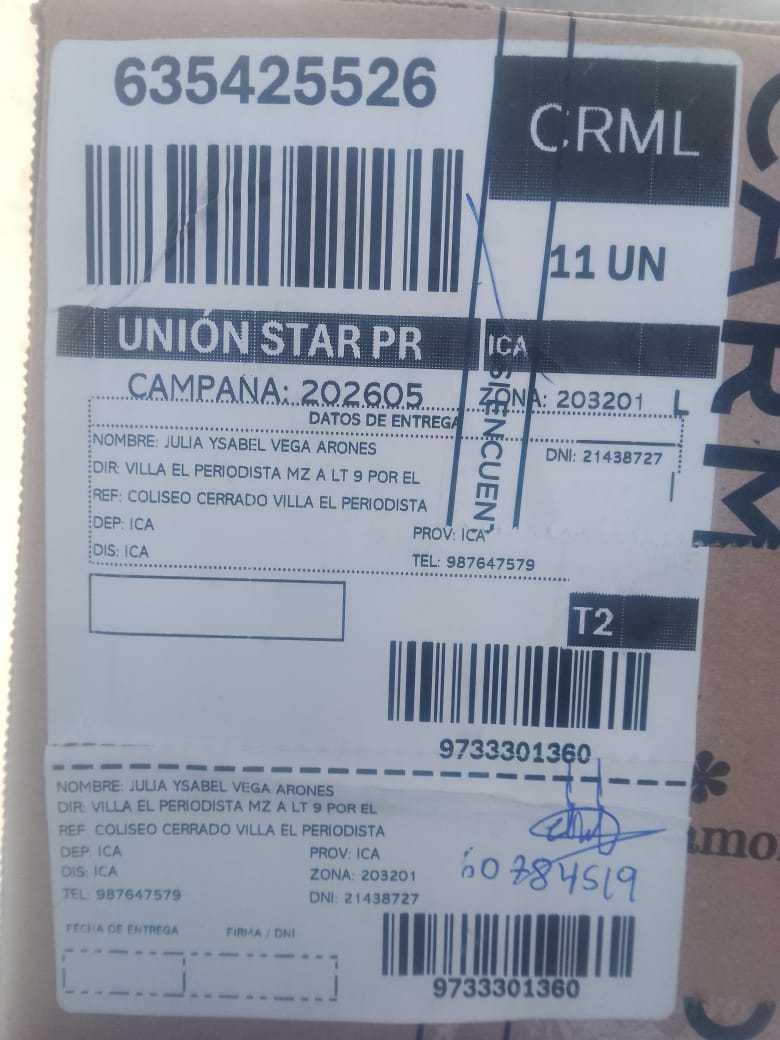 635425526
CRML
11 UN
UNIÓN STAR PR
ICA
CAMPAÑA: 202605
ZONA: 203201
L
DATOS DE ENTREGA
NOMBRE: JULIA YSABEL VEGA ARONES
DNI: 21438727
DIR: VILLA EL PERIODISTA MZ A LT 9 POR EL
REF: COLISEO CERRADO VILLA EL PERIODISTA
DEP: ICA
PROV: ICA
DIS: ICA
TEL: 987647579
SI ENCUEN
CARM
T2
9733301360
NOMBRE: JULIA YSABEL VEGA ARONES
DIR: VILLA EL PERIODISTA MZ A LT 9 POR EL
REF COLISEO CERRADO VILLA EL PERIODISTA
DEP: ICA
PROV: ICA
DIS: ICA
ZONA: 203201
TEL: 987647579
DNI: 21438727
FECHA DE ENTREGA
FIRMA / DNI
9733301360